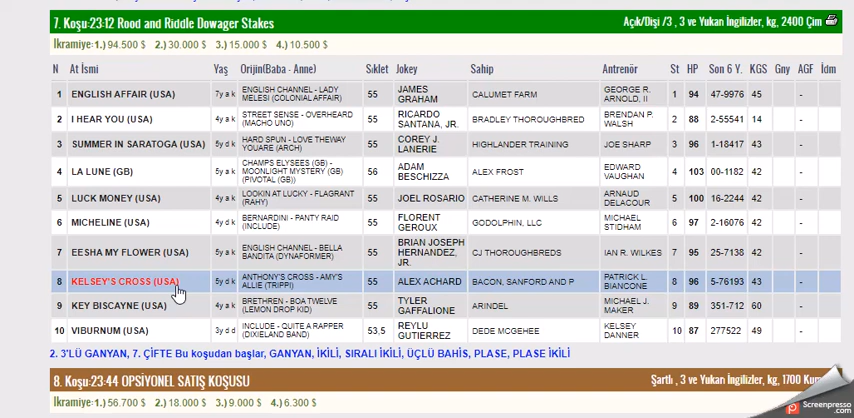 7. Koşu:23:12 Rood and Riddle Dowager Stakes
Açık/Dişi /3 , 3 ve Yukarı İngilizler, kg, 2400 Çim
İkramiye:1.) 94.500 $ 2.) 30.000 $ 3.) 15.000 $ 4.) 10.500 $
N At İsmi Yaş Orijin(Baba - Anne) Sıklet Jokey Sahip Antrenör St HP Son 6 Y. KGS Gny AGF İdm
1 ENGLISH AFFAIR (USA) 7y a k ENGLISH CHANNEL - LADY MELESI (COLONIAL AFFAIR) 55 JAMES GRAHAM CALUMET FARM GEORGE R. ARNOLD, II 1 94 47-9976 45 -
2 I HEAR YOU (USA) 4y a k STREET SENSE - OVERHEARD (MACHO UNO) 55 RICARDO SANTANA, JR. BRADLEY THOROUGHBRED BRENDAN P. WALSH 2 88 2-55541 14 -
3 SUMMER IN SARATOGA (USA) 5y d k HARD SPUN - LOVE THEWAY YOUARE (ARCH) 55 COREY J. LANERIE HIGHLANDER TRAINING JOE SHARP 3 96 1-18417 43 -
4 LA LUNE (GB) 5y a k CHAMPS ELYSEES (GB) - MOONLIGHT MYSTERY (GB) (PIVOTAL (GB)) 56 ADAM BESCHIZZA ALEX FROST EDWARD VAUGHAN 4 103 00-1182 42 -
5 LUCK MONEY (USA) 4y a k LOOKIN AT LUCKY - FLAGRANT (RAHY) 55 JOEL ROSARIO CATHERINE M. WILLS ARNAUD DELACOUR 5 100 16-2244 42 -
6 MICHELINE (USA) 4y d k BERNARDINI - PANTY RAID (INCLUDE) 55 FLORENT GEROUX GODOLPHIN, LLC MICHAEL STIDHAM 6 97 2-16076 42 -
7 EESHA MY FLOWER (USA) 5y a k ENGLISH CHANNEL - BELLA BANDITA (DYNAFORMER) 55 BRIAN JOSEPH HERNANDEZ, JR. CJ THOROUGHBREDS IAN R. WILKES 7 95 25-7138 42 -
8 KELSEY'S CROSS (USA) 5y d k ANTHONY'S CROSS - AMY'S ALLIE (TRIPPI) 55 ALEX ACHARD BACON, SANFORD AND P PATRICK L. BIANCONE 8 96 5-76193 43 -
9 KEY BISCAYNE (USA) 4y a k BRETHREN - BOA TWELVE (LEMON DROP KID) 55 TYLER GAFFALIONE ARINDEL MICHAEL J. MAKER 9 89 351-712 60 -
10 VIBURNUM (USA) 3y d d INCLUDE - QUITE A RAPPER (DIXIELAND BAND) 53,5 REYLU GUTIERREZ DEDE MCGEHEE KELSEY DANNER 10 87 277522 49 -
2. 3'LÜ GANYAN, 7. ÇİFTE Bu koşudan başlar, GANYAN, İKİLİ, SIRALI İKİLİ, ÜÇLÜ BAHİS, PLASE, PLASE İKİLİ
8. Koşu:23:44 OPSİYONEL SATIŞ KOŞUSU
Şartlı , 3 ve Yukarı İngilizler, kg, 1700 Kum
İkramiye:1.) 56.700 $ 2.) 18.000 $ 3.) 9.000 $ 4.) 6.300 $
Screenpresso.com